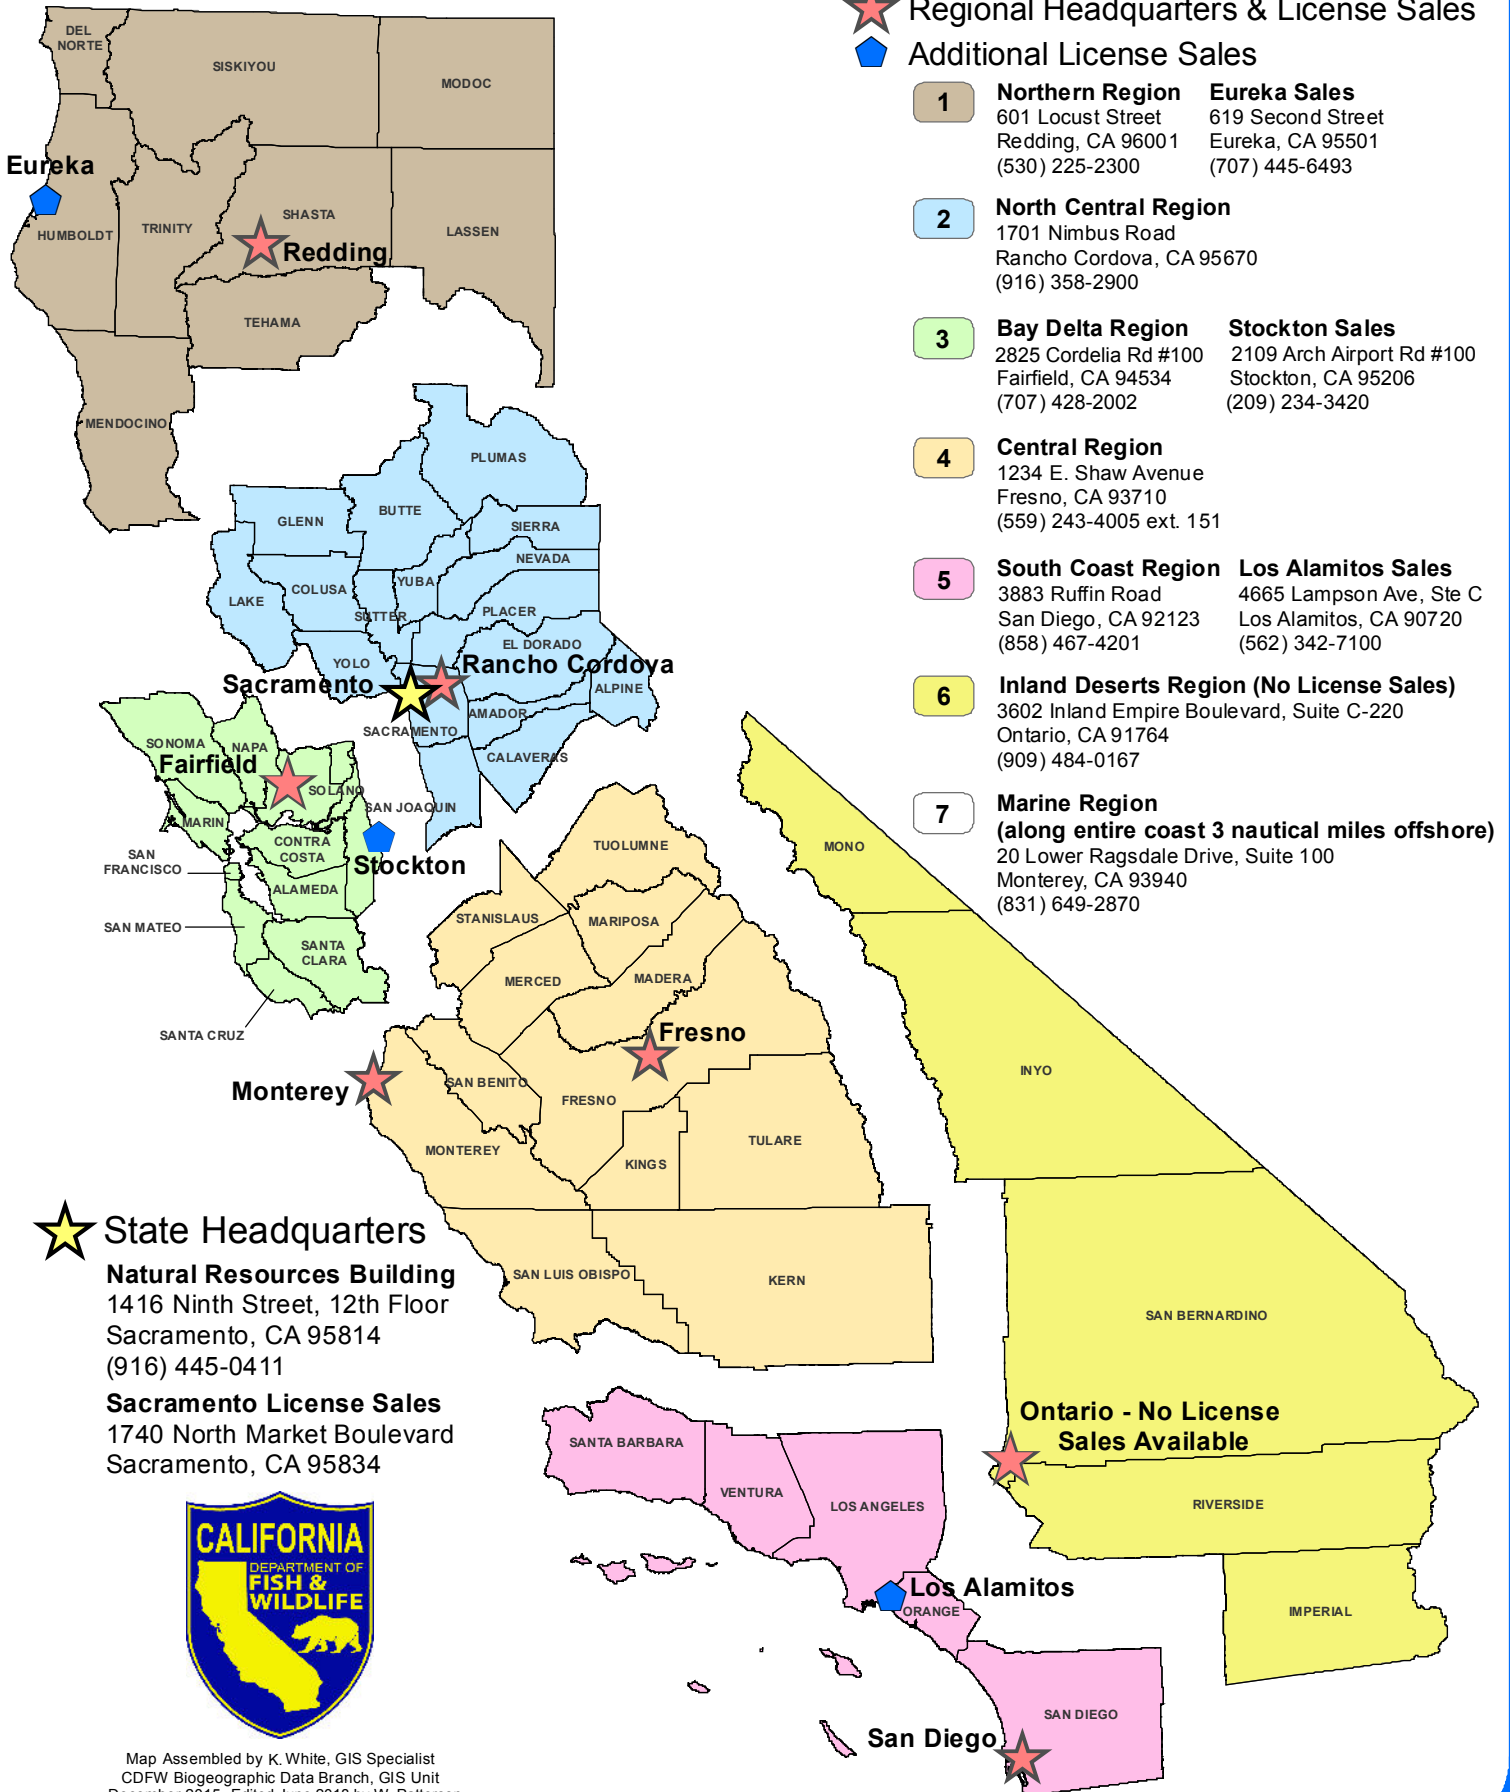 Regional Headquarters & License Sales
Additional License Sales
1
Northern Region
601 Locust Street
Redding, CA 96001
(530) 225-2300
Eureka Sales
619 Second Street
Eureka, CA 95501
(707) 445-6493
2
North Central Region
1701 Nimbus Road
Rancho Cordova, CA 95670
(916) 358-2900
3
Bay Delta Region
2825 Cordelia Rd #100
Fairfield, CA 94534
(707) 428-2002
Stockton Sales
2109 Arch Airport Rd #100
Stockton, CA 95206
(209) 234-3420
4
Central Region
1234 E. Shaw Avenue
Fresno, CA 93710
(559) 243-4005 ext. 151
5
South Coast Region
3883 Ruffin Road
San Diego, CA 92123
(858) 467-4201
Los Alamitos Sales
4665 Lampson Ave, Ste C
Los Alamitos, CA 90720
(562) 342-7100
6
Inland Deserts Region (No License Sales)
3602 Inland Empire Boulevard, Suite C-220
Ontario, CA 91764
(909) 484-0167
7
Marine Region
(along entire coast 3 nautical miles offshore)
20 Lower Ragsdale Drive, Suite 100
Monterey, CA 93940
(831) 649-2870
DEL
NORTE
SISKIYOU
MODOC
Eureka
HUMBOLDT
TRINITY
SHASTA
Redding
LASSEN
TEHAMA
MENDOCINO
PLUMAS
BUTTE
GLENN
SIERRA
NEVADA
YUBA
COLUSA
LAKE
SUTTER
PLACER
EL DORADO
YOLO
Rancho Cordova
Sacramento
ALPINE
AMADOR
SACRAMENTO
CALAVERAS
SONOMA
NAPA
Fairfield
SOLANO
SAN JOAQUIN
MARIN
CONTRA
COSTA
Stockton
SAN
FRANCISCO
ALAMEDA
SAN MATEO
SANTA
CLARA
SANTA CRUZ
TUOLUMNE
STANISLAUS
MARIPOSA
MERCED
MADERA
Fresno
Monterey
SAN BENITO
FRESNO
MONTEREY
KINGS
TULARE
SAN LUIS OBISPO
KERN
MONO
INYO
SAN BERNARDINO
Ontario - No License
Sales Available
RIVERSIDE
IMPERIAL
SANTA BARBARA
VENTURA
LOS ANGELES
Los Alamitos
ORANGE
SAN DIEGO
San Diego
State Headquarters
Natural Resources Building
1416 Ninth Street, 12th Floor
Sacramento, CA 95814
(916) 445-0411
Sacramento License Sales
1740 North Market Boulevard
Sacramento, CA 95834
CALIFORNIA
DEPARTMENT OF
FISH &
WILDLIFE
Map Assembled by K. White, GIS Specialist
CDFW Biogeographic Data Branch, GIS Unit